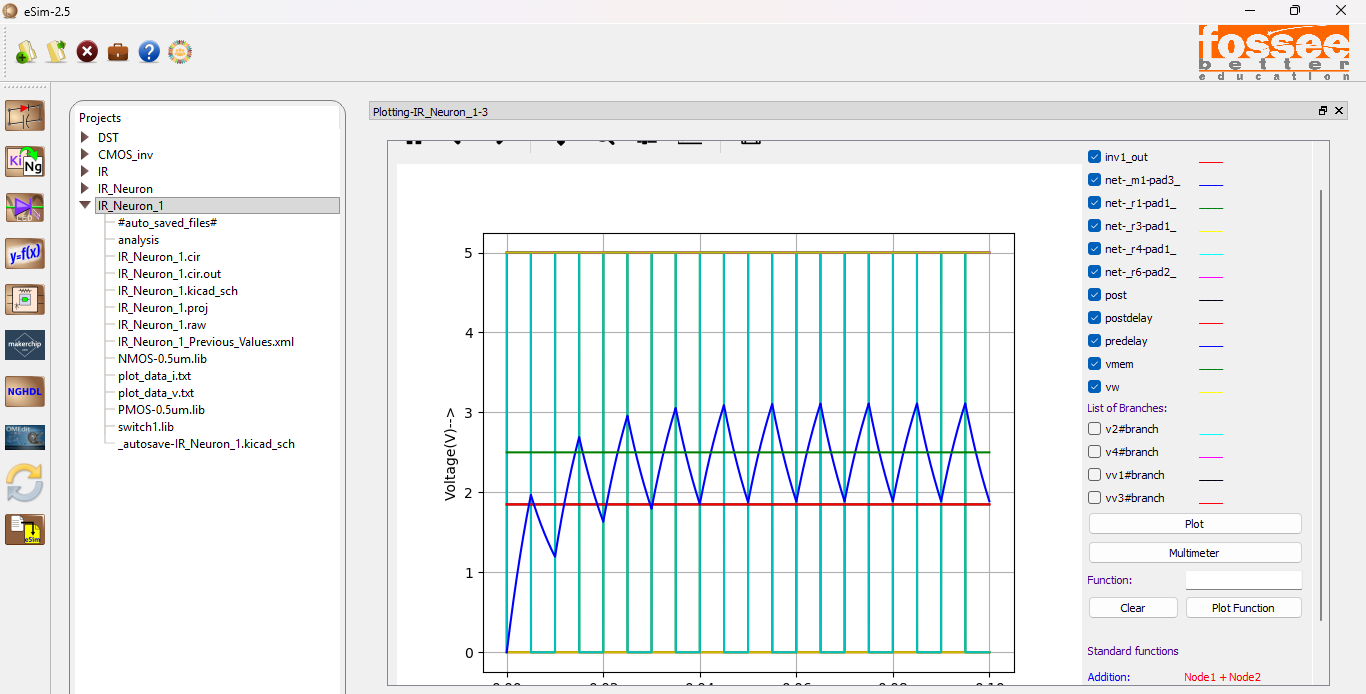 eSim-2.5
fossee
better
education
Projects
DST
CMOS_inv
IR
IR_Neuron
IR_Neuron_1
#auto_saved_files#
analysis
IR_Neuron_1.cir
IR_Neuron_1.cir.out
IR_Neuron_1.kicad_sch
IR_Neuron_1.proj
IR_Neuron_1.raw
IR_Neuron_1_Previous_Values.xml
NMOS-0.5um.lib
plot_data_i.txt
plot_data_v.txt
PMOS-0.5um.lib
switch1.lib
_autosave-IR_Neuron_1.kicad_sch
Ki Ng
y=f(x)
makerchip
NGHDL
OMEdit
eSim
Plotting-IR_Neuron_1-3
Voltage(V)-->
5
4
3
2
1
0
inv1_out
net-_m1-pad3_
net-_r1-pad1_
net-_r3-pad1_
net-_r4-pad1_
net-_r6-pad2_
post
postdelay
predelay
vmem
vw
List of Branches:
v2#branch
v4#branch
vv1#branch
vv3#branch
Plot
Multimeter
Function:
Clear
Plot Function
Standard functions
Addition: Node1 + Node2